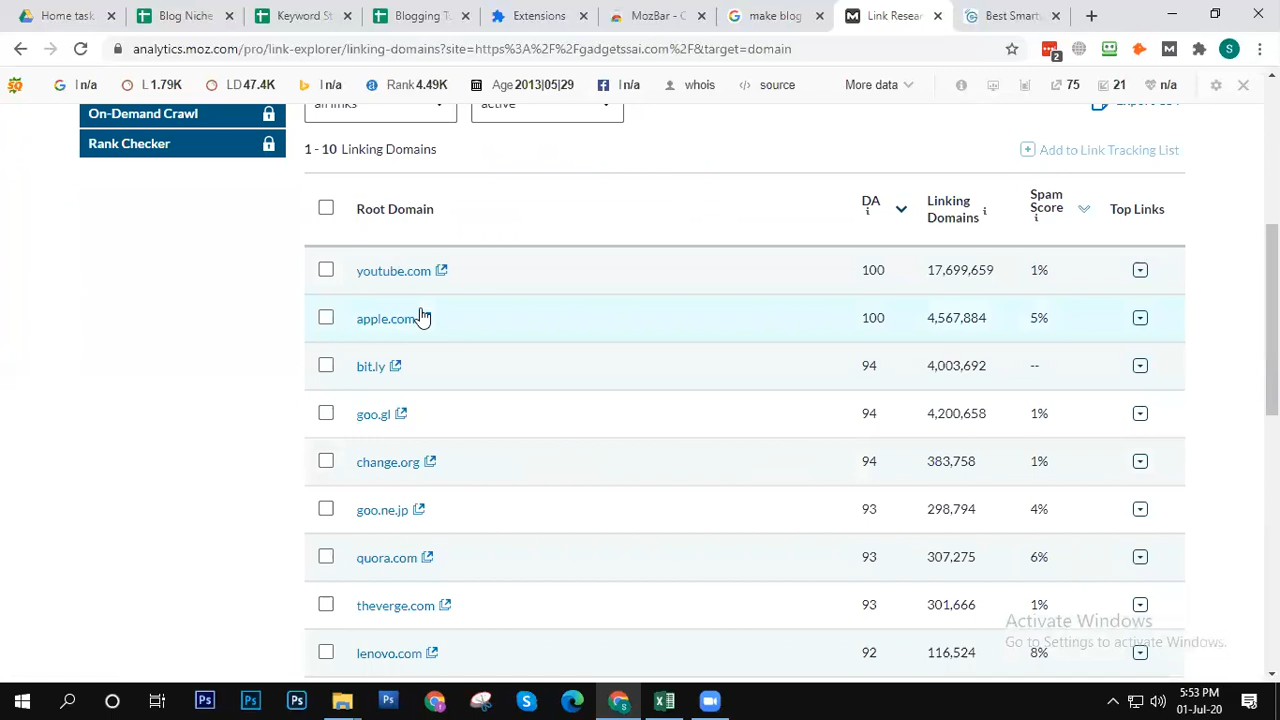 Home task
Blog Niche
Keyword St
Blogging T
Extensions
MozBar - C
make blog
Link Resea
Best Smart
analytics.moz.com/pro/link-explorer/linking-domains?site=https%3A%2F%2Fgadgetssai.com%2F&target=domain
S
2
I n/a
L 1.79K
LD 47.4K
I n/a
Rank 4.49K
Age 2013|05|29
I n/a
whois
source
More data
75
21
n/a
On-Demand Crawl
all links
active
Export CSV
Rank Checker
1 - 10 Linking Domains
Add to Link Tracking List
Root Domain
DA
Linking Domains
Spam Score
Top Links
youtube.com 100 17,699,659 1%
apple.com 100 4,567,884 5%
bit.ly 94 4,003,692 --
goo.gl 94 4,200,658 1%
change.org 94 383,758 1%
goo.ne.jp 93 298,794 4%
quora.com 93 307,275 6%
theverge.com 93 301,666 1%
lenovo.com 92 116,524 8%
Activate Windows
Go to Settings to activate Windows.
5:53 PM
01-Jul-20